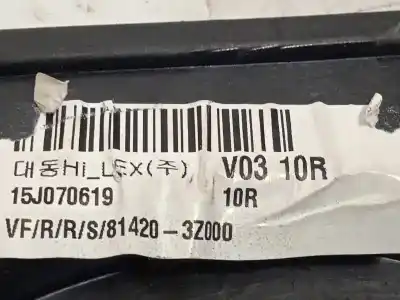 대동Hi_LEX(주) V03 10R
15J070619 10R
VF/R/R/S/81420-3Z000